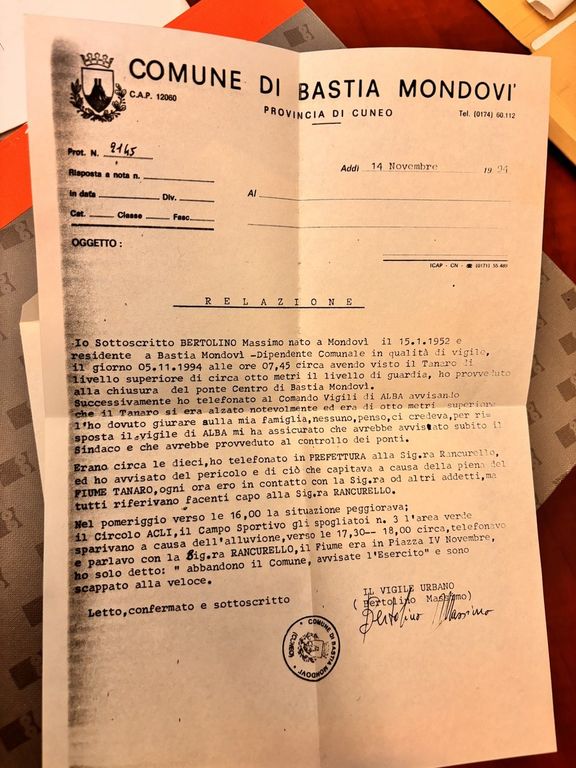 COMUNE DI BASTIA MONDOVI'
C.A.P. 12060
PROVINCIA DI CUNEO
Tel. (0174) 60.112
Prot. N. 2145
Addì 14 Novembre 1994
Risposta a nota n.
In data Div.
Al
Cat. Classe Fasc.
OGGETTO :
ICAP - CN - ☎ (0171) 55.489
R E L A Z I O N E
Io Sottoscritto BERTOLINO Massimo nato a Mondovì il 15.1.1952 e
residente a Bastia Mondovì -Dipendente Comunale in qualità di vigile,
il giorno 05.11.1994 alle ore 07,45 circa avendo visto il Tanaro di
livello superiore di circa otto metri il livello di guardia, ho provveduto
alla chiusura del ponte Centro di Bastia Mondovì.
Successivamente ho telefonato al Comando Vigili di ALBA avvisando
che il Tanaro si era alzato notevolmente ed era di otto metri superiore
l'ho dovuto giurare sulla mia famiglia,nessuno,penso,ci credeva,per ri=
sposta il vigile di ALBA mi ha assicurato che avrebbe avvistato subito il
Sindaco e che avrebbe provveduto al controllo dei ponti.
Erano circa le dieci,ho telefonato in PREFETTURA alla Sig.ra Rancurello,
ed ho avvisato del pericolo e di ciò che capitava a causa della piena del
FIUME TANARO,ogni ora ero in contatto con la Sig.ra od altri addetti,ma
tutti riferivano facenti capo alla SIG.ra RANCURELLO.
Nel pomeriggio verso le 16,00 la situazione peggiorava;
il Circolo ACLI,il Campo Sportivo gli spogliatoi n. 3 l'area verde
sparivano a causa dell'alluvione,verso le 17,30-- 18,00 circa,telefonavo
e parlavo con la Sig.ra RANCURELLO,il Fiume era in Piazza IV Novembre,
ho solo detto: " abbandono il Comune, avvisate l'Esercito" e sono
scappato alla veloce.
Letto,confermato e sottoscritto
IL VIGILE URBANO
( Bertolino Massimo)
Bertolino Massimo
COMUNE DI BASTIA MONDOVI'
(CUNEO)